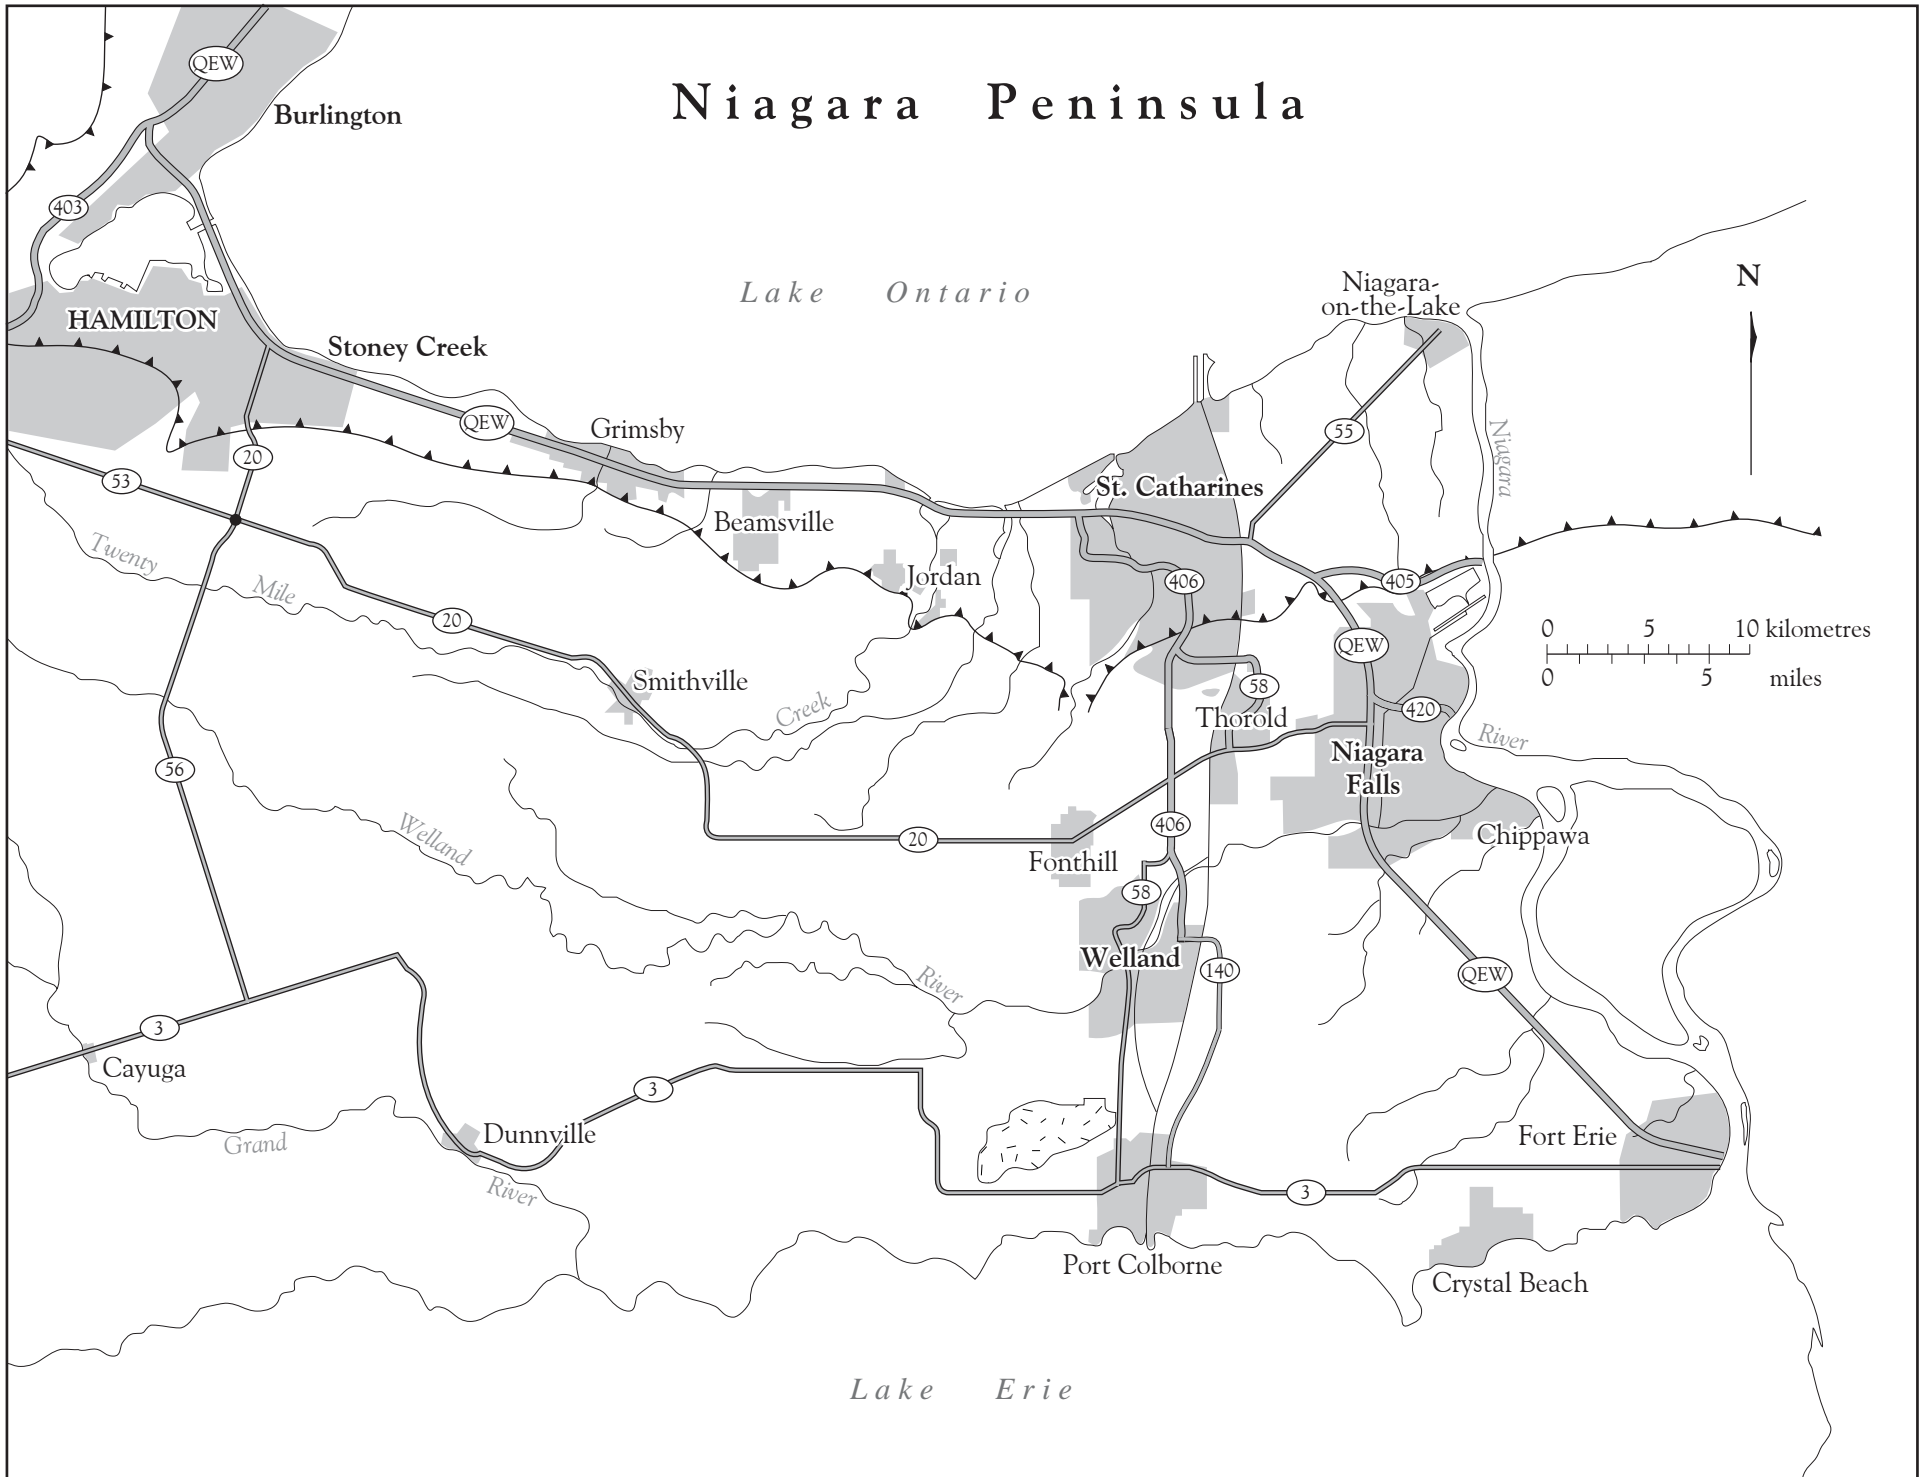 QEW
Niagara Peninsula
Burlington
403
Niagara-
on-the-Lake
N
Lake Ontario
HAMILTON
Stoney Creek
QEW
Grimsby
55
20
53
St. Catharines
Niagara
Beamsville
Twenty
Mile
Jordan
406
405
20
0 5 10 kilometres
QEW
0 5 miles
Smithville
58
Creek
420
Thorold
River
Niagara
Falls
56
Welland
20
406
Chippawa
Fonthill
58
Welland
River
140
QEW
3
Cayuga
3
Dunnville
Fort Erie
Grand
River
3
Port Colborne
Crystal Beach
Lake Erie